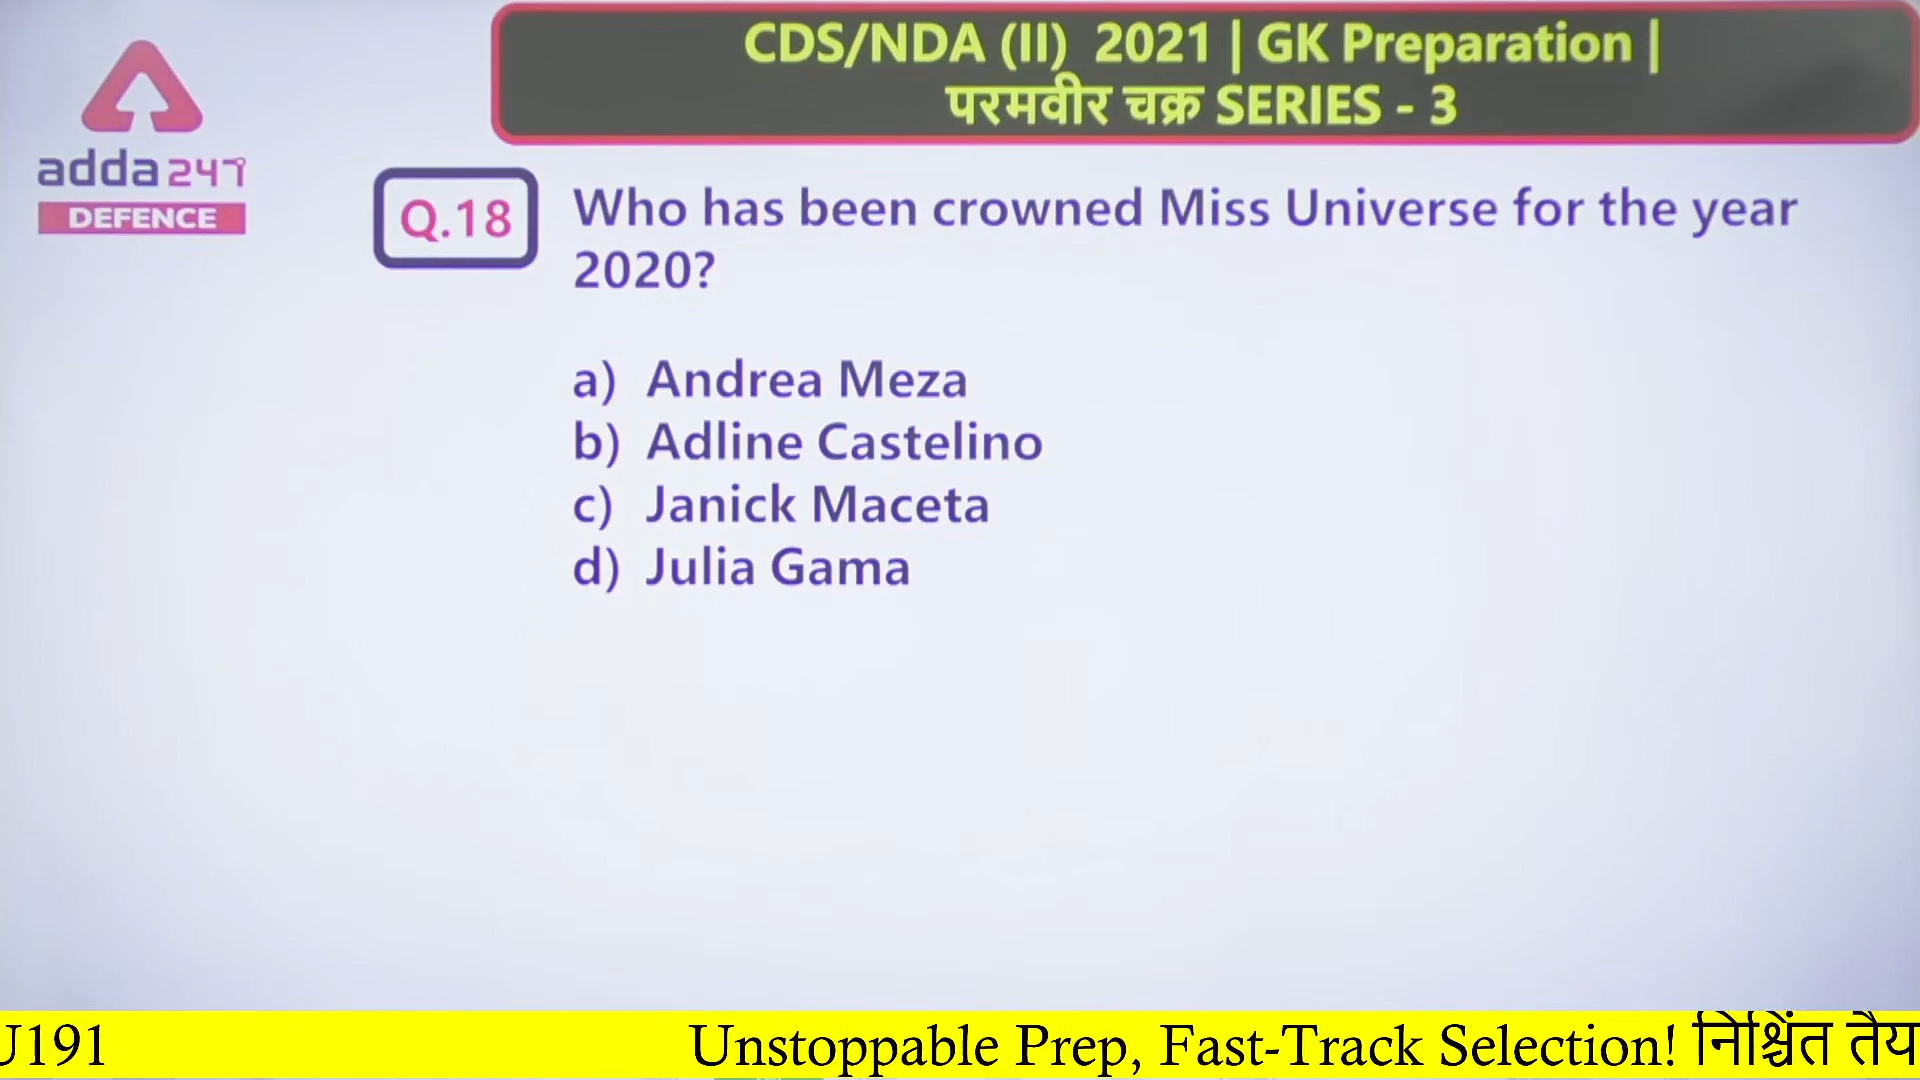 CDS/NDA (II) 2021 | GK Preparation |
परमवीर चक्र SERIES - 3
adda247
DEFENCE
Q.18
Who has been crowned Miss Universe for the year
2020?
a) Andrea Meza
b) Adline Castelino
c) Janick Maceta
d) Julia Gama
U191 Unstoppable Prep, Fast-Track Selection! निश्चिंत